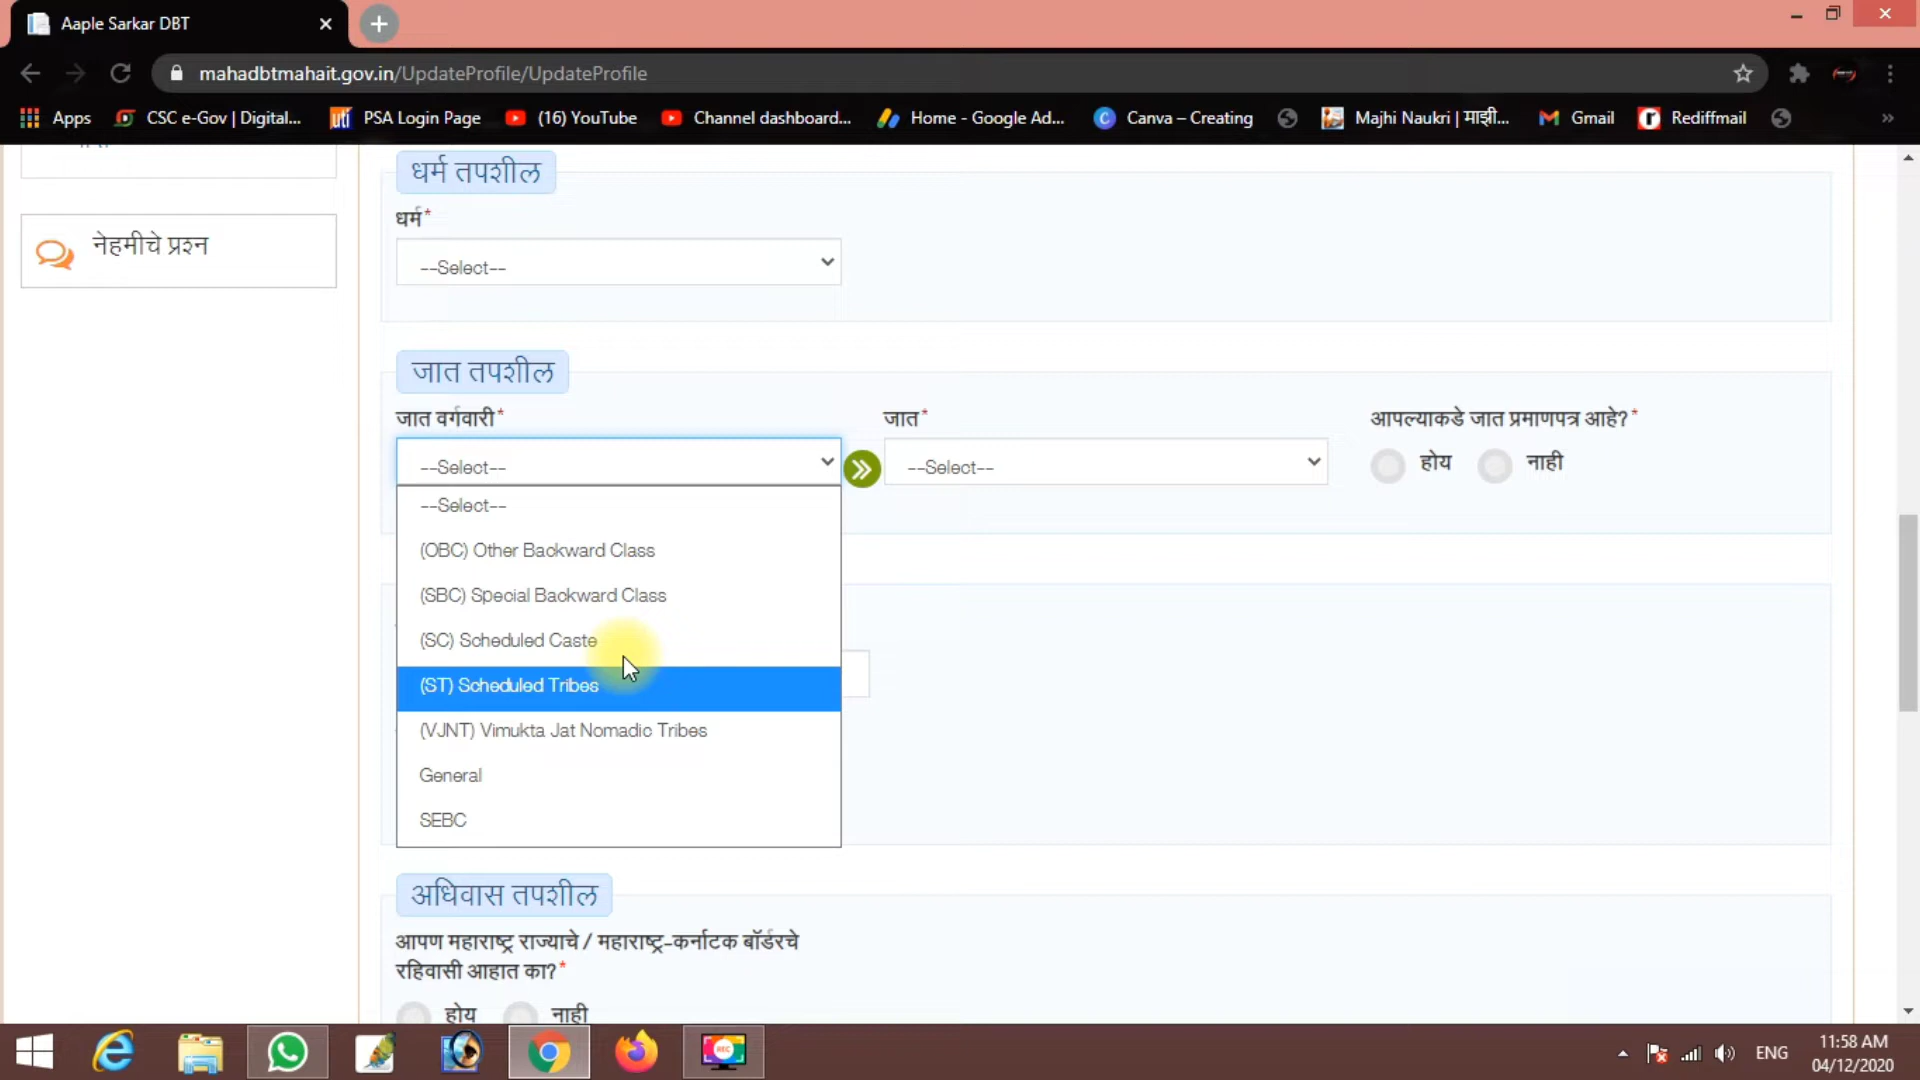 Aaple Sarkar DBT
mahadbtmahait.gov.in/UpdateProfile/UpdateProfile
Apps
CSC e-Gov | Digital...
uti PSA Login Page
(16) YouTube
Channel dashboard...
Home - Google Ad...
C Canva – Creating
Majhi Naukri | माझी...
Gmail
r Rediffmail
»
नेहमीचे प्रश्न
धर्म तपशील
धर्म*
--Select--
जात तपशील
जात वर्गवारी*
जात*
आपल्याकडे जात प्रमाणपत्र आहे?*
--Select--
--Select--
होय
नाही
--Select--
(OBC) Other Backward Class
(SBC) Special Backward Class
(SC) Scheduled Caste
(ST) Scheduled Tribes
(VJNT) Vimukta Jat Nomadic Tribes
General
SEBC
अधिवास तपशील
आपण महाराष्ट्र राज्याचे / महाराष्ट्र-कर्नाटक बॉर्डरचे
रहिवासी आहात का?*
होय
नाही
REC
ENG
11:58 AM
04/12/2020